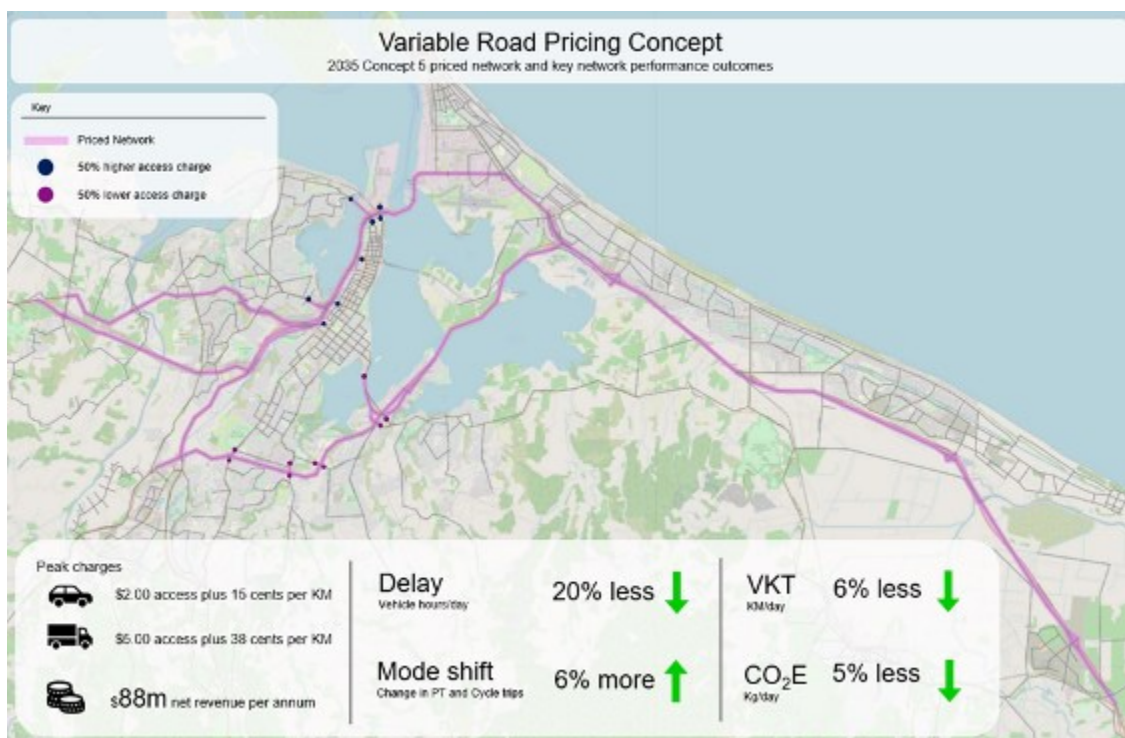 Variable Road Pricing Concept
2035 Concept 5 priced network and key network performance outcomes
Key
Priced Network
50% higher access charge
50% lower access charge
Peak charges
$2.00 access plus 15 cents per KM
$5.00 access plus 38 cents per KM
$88m net revenue per annum
Delay
Vehicle hours/day
20% less
Mode shift
Change in PT and Cycle trips
6% more
VKT
KM/day
6% less
CO₂E
Kg/day
5% less